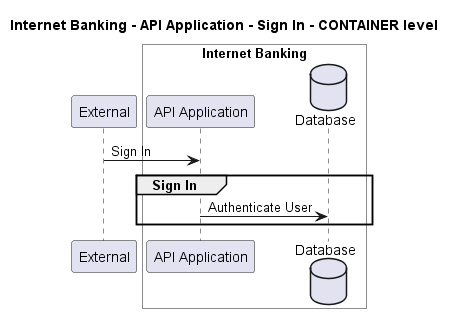 Internet Banking - API Application - Sign In - CONTAINER level
Internet Banking
External
API Application
Database
Sign In
Sign In
Authenticate User
External
API Application
Database